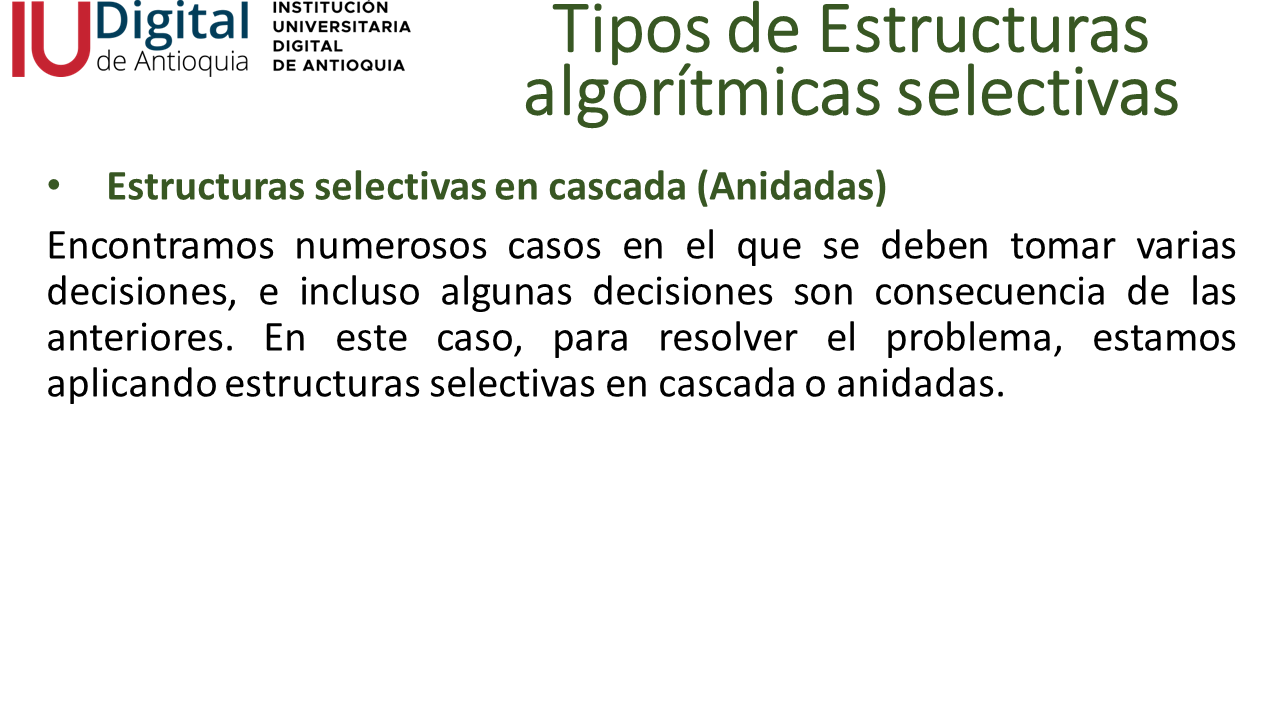 IU Digital
de Antioquia
INSTITUCIÓN
UNIVERSITARIA
DIGITAL
DE ANTIOQUIA
Tipos de Estructuras
algorítmicas selectivas
• Estructuras selectivas en cascada (Anidadas)
Encontramos numerosos casos en el que se deben tomar varias
decisiones, e incluso algunas decisiones son consecuencia de las
anteriores. En este caso, para resolver el problema, estamos
aplicando estructuras selectivas en cascada o anidadas.